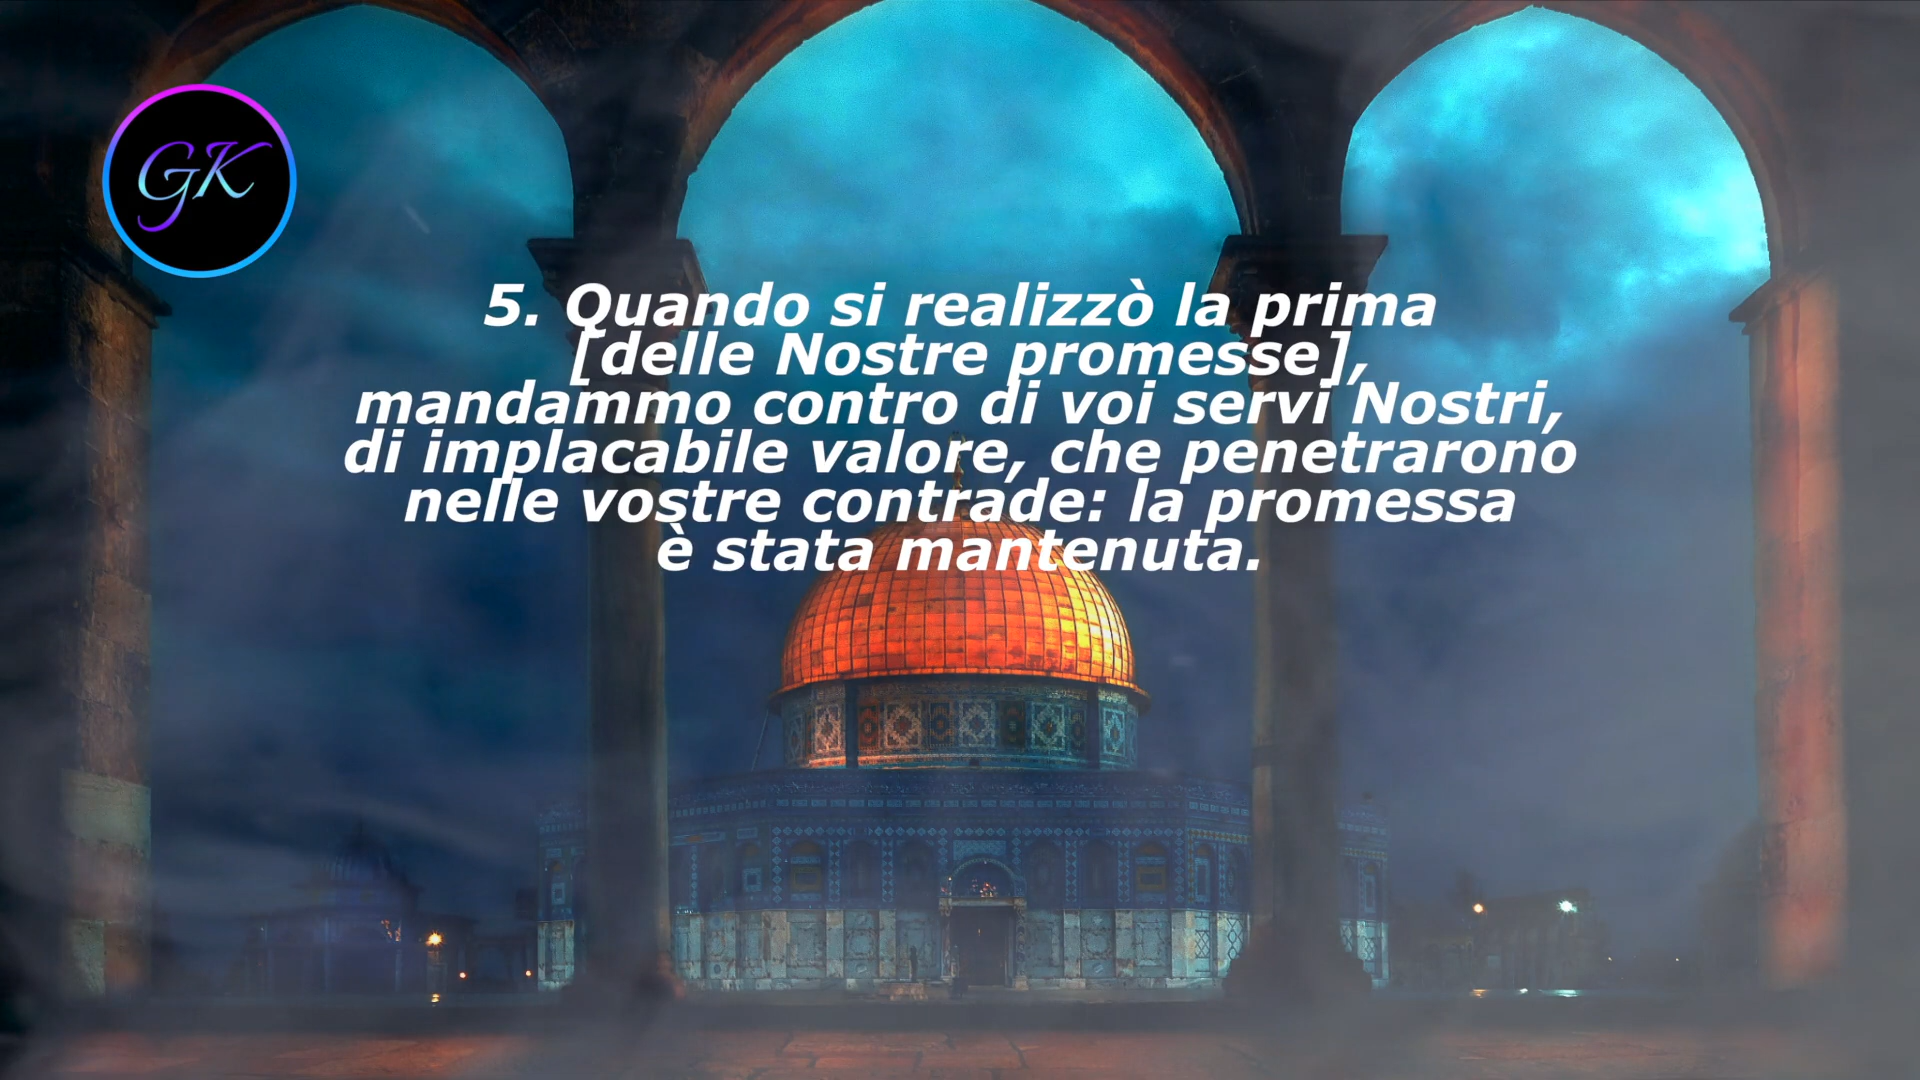 GK
5. Quando si realizzò la prima
[delle Nostre promesse],
mandammo contro di voi servi Nostri,
di implacabile valore, che penetrarono
nelle vostre contrade: la promessa
è stata mantenuta.